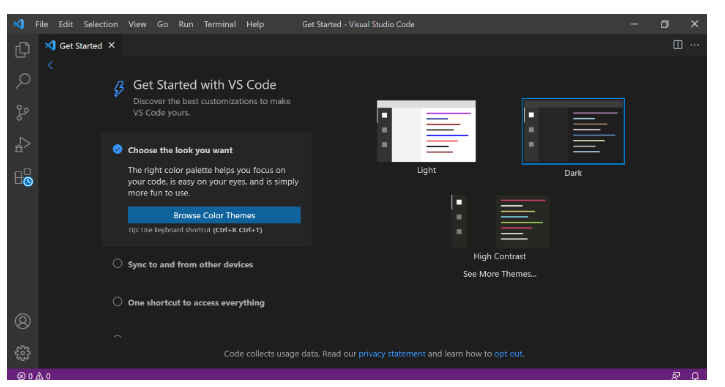 File Edit Selection View Go Run Terminal Help Get Started - Visual Studio Code
Get Started
Get Started with VS Code
Discover the best customizations to make
VS Code yours.
Choose the look you want
The right color palette helps you focus on
your code, is easy on your eyes, and is simply
more fun to use.
Browse Color Themes
Tip: Use keyboard shortcut (Ctrl+K Ctrl+T)
Sync to and from other devices
One shortcut to access everything
Light
Dark
High Contrast
See More Themes...
Code collects usage data. Read our privacy statement and learn how to opt out.
0 0